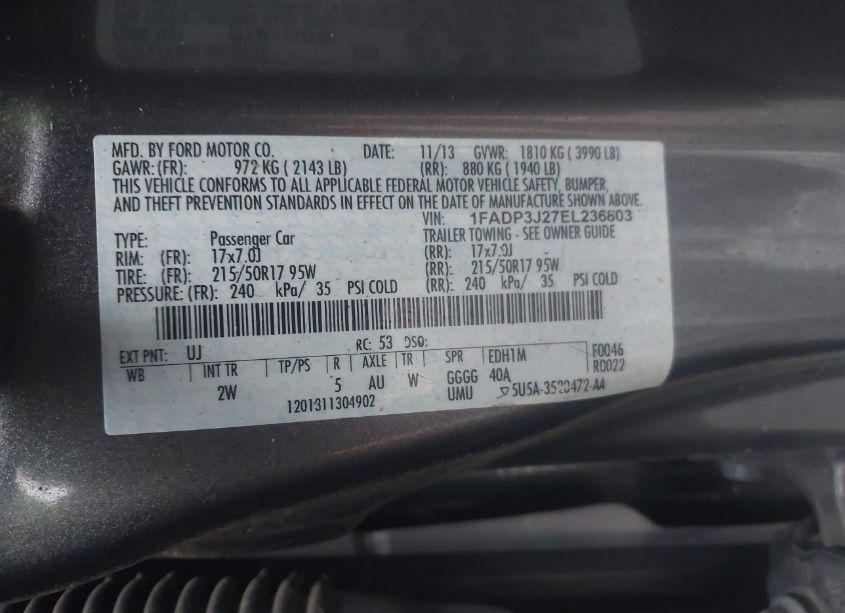 MFD. BY FORD MOTOR CO. DATE: 11/13 GVWR: 1810 KG ( 3990 LB)
GAWR: (FR): 972 KG ( 2143 LB) (RR): 880 KG ( 1940 LB)
THIS VEHICLE CONFORMS TO ALL APPLICABLE FEDERAL MOTOR VEHICLE SAFETY, BUMPER,
AND THEFT PREVENTION STANDARDS IN EFFECT ON THE DATE OF MANUFACTURE SHOWN ABOVE.
VIN: 1FADP3J27EL236603
TYPE: Passenger Car TRAILER TOWING - SEE OWNER GUIDE
RIM: (FR): 17x7.0J (RR): 17x7.0J
TIRE: (FR): 215/50R17 95W (RR): 215/50R17 95W
PRESSURE: (FR): 240 kPa/ 35 PSI COLD (RR): 240 kPa/ 35 PSI COLD
EXT PNT: UJ RC: 53 DSO: F0046
WB INT TR TP/PS R AXLE TR SPR EDH1M R0022
2W 5 AU W GGGG 40A
1201311304902 UMU 5U5A-3520472-AA